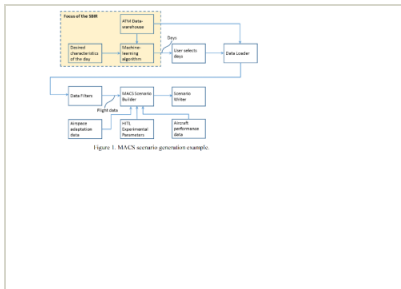 Focus of the SBIR
ATM Data-
warehouse
Days
Desired
characteristics
of the day
Machine-
learning
algorithm
User selects
days
Data Loader
Data Filters
MACS Scenario
Builder
Scenario
Writer
Flight data
Airspace
adaptation
data
HITL
Experimental
Parameters
Aircraft
performance
data
Figure 1. MACS scenario generation example.